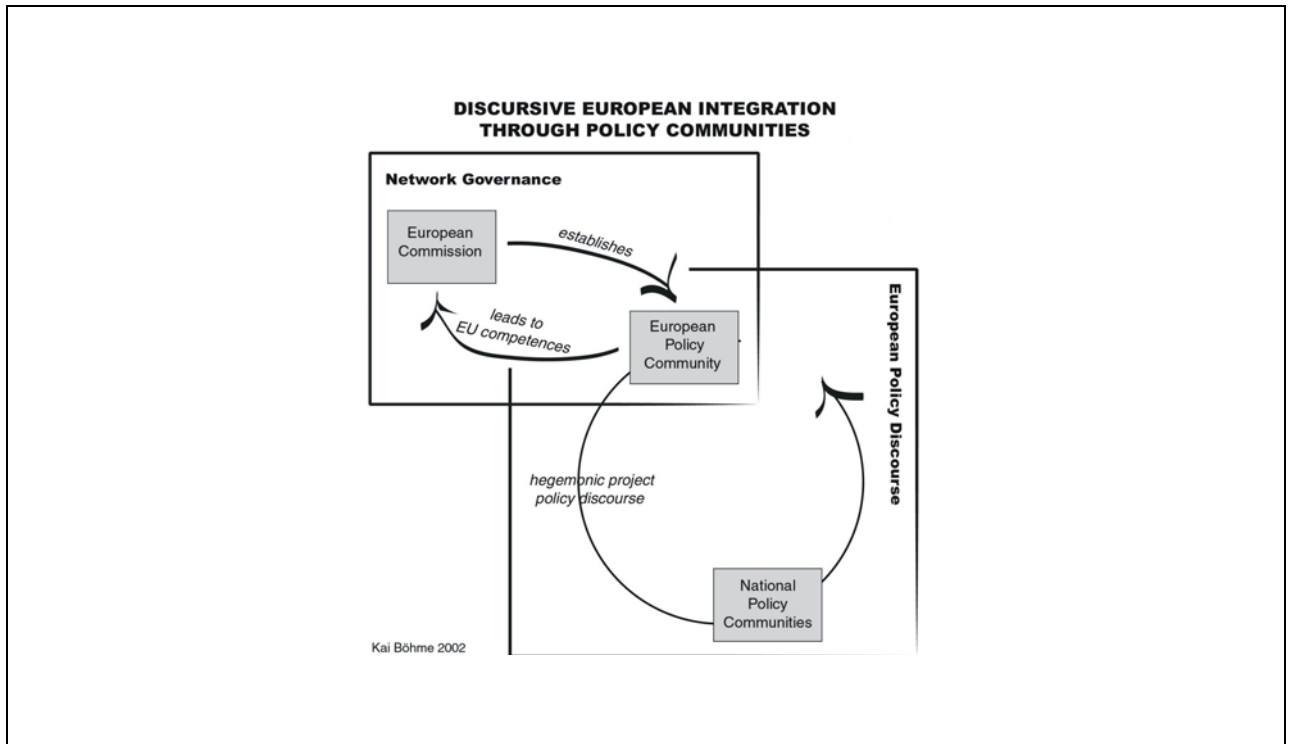 DISCURSIVE EUROPEAN INTEGRATION
THROUGH POLICY COMMUNITIES
Network Governance
European
Commission
establishes
leads to
EU competences
European
Policy
Community
European Policy Discourse
hegemonic project
policy discourse
National
Policy
Communities
Kai Böhme 2002